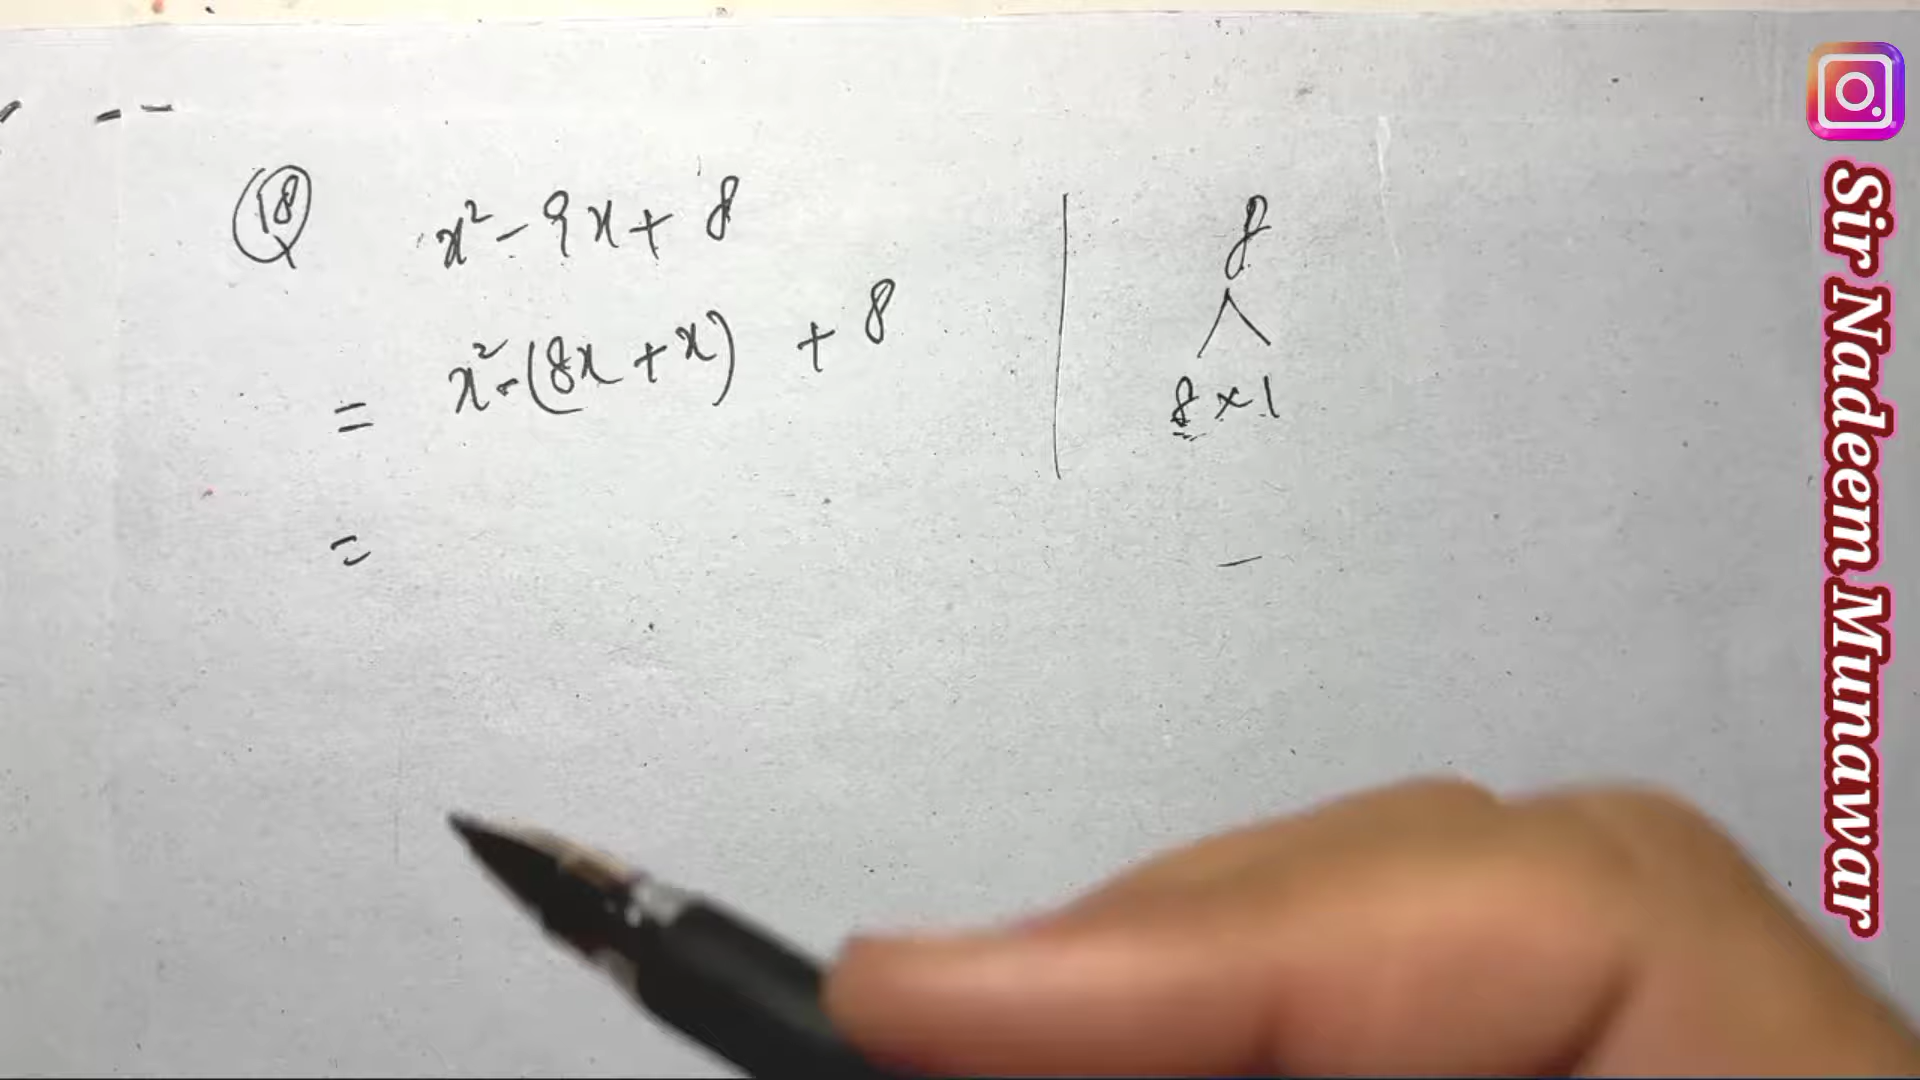 18 x² - 9x + 8
= x² - (8x + x) + 8
=
8
8 × 1
Sir Nadeem Munawar